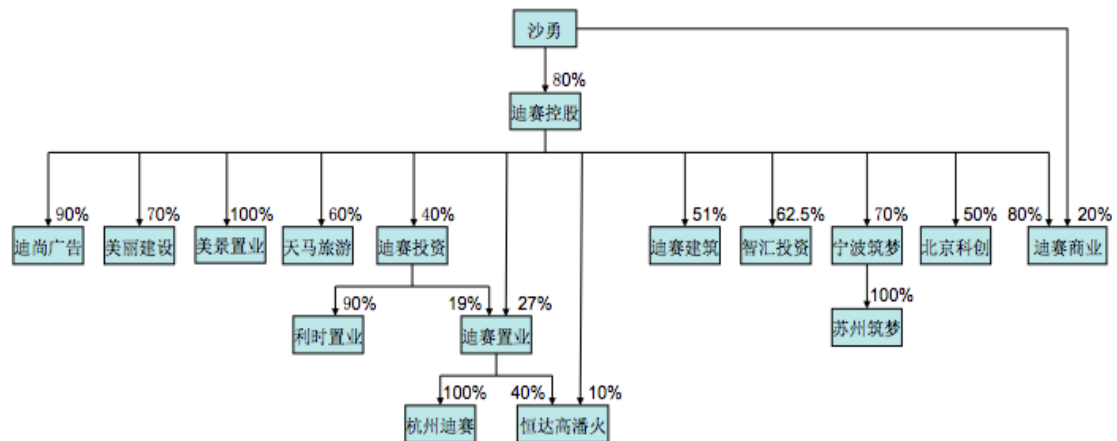 沙勇
80%
迪赛控股
90% 70% 100% 60% 40% 51% 62.5% 70% 50% 80% 20%
迪尚广告 美丽建设 美景置业 天马旅游 迪赛投资 迪赛建筑 智汇投资 宁波筑梦 北京科创 迪赛商业
90% 19% 27% 100%
利时置业 迪赛置业 苏州筑梦
100% 40% 10%
杭州迪赛 恒达高潘火